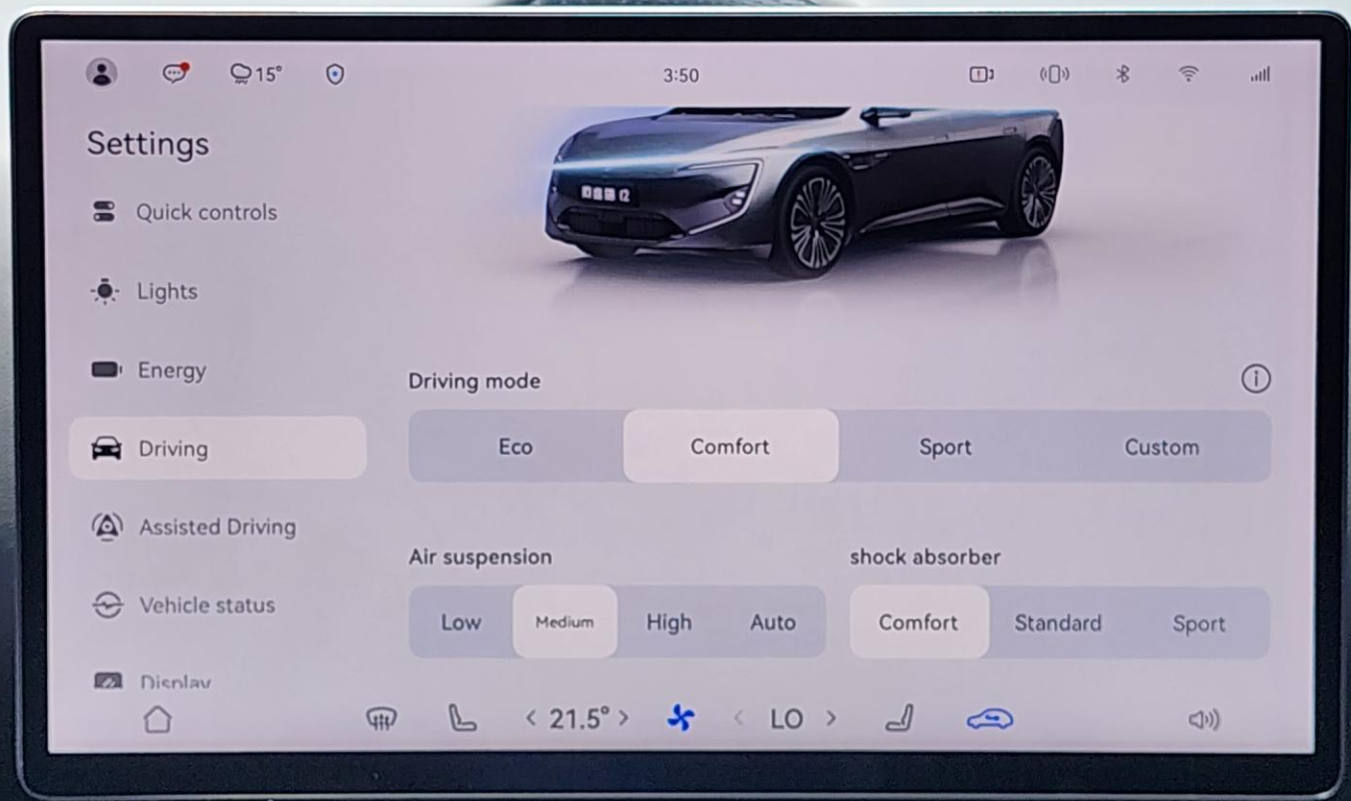 15°
3:50
Settings
Quick controls
Lights
Energy
Driving
Assisted Driving
Vehicle status
Display
Driving mode
Eco Comfort Sport Custom
Air suspension
Low Medium High Auto
shock absorber
Comfort Standard Sport
< 21.5° > < LO >